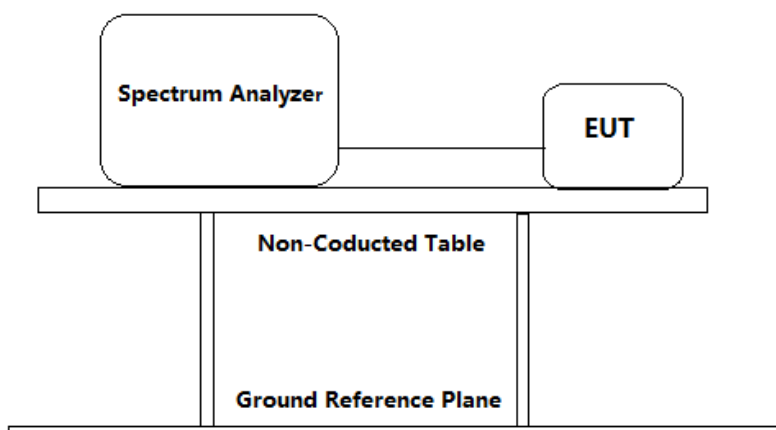 Spectrum Analyzer
EUT
Non-Coducted Table
Ground Reference Plane